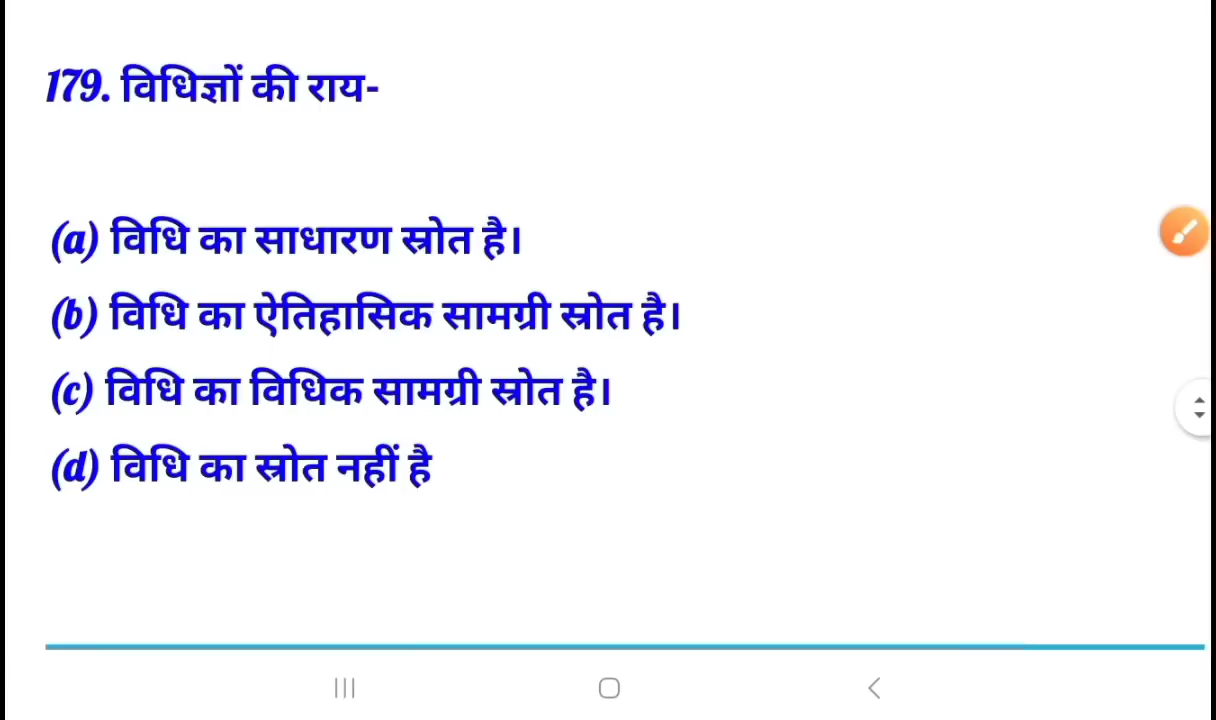 179. विधिज्ञों की राय-
(a) विधि का साधारण स्रोत है।
(b) विधि का ऐतिहासिक सामग्री स्रोत है।
(c) विधि का विधिक सामग्री स्रोत है।
(d) विधि का स्रोत नहीं है